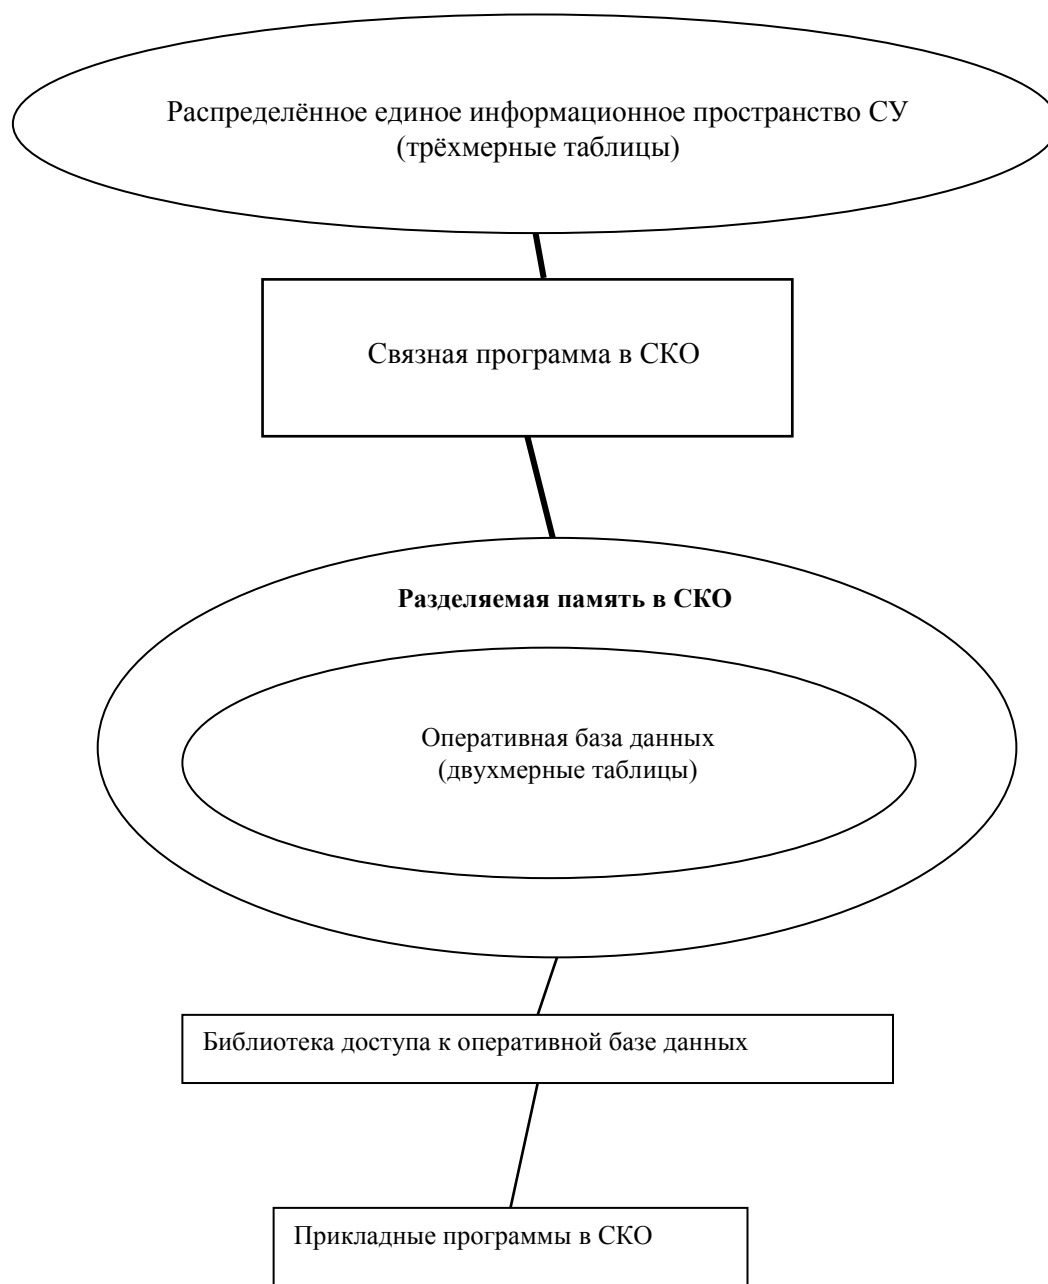 Распределённое единое информационное пространство СУ
(трёхмерные таблицы)
Связная программа в СКО
Разделяемая память в СКО
Оперативная база данных
(двухмерные таблицы)
Библиотека доступа к оперативной базе данных
Прикладные программы в СКО